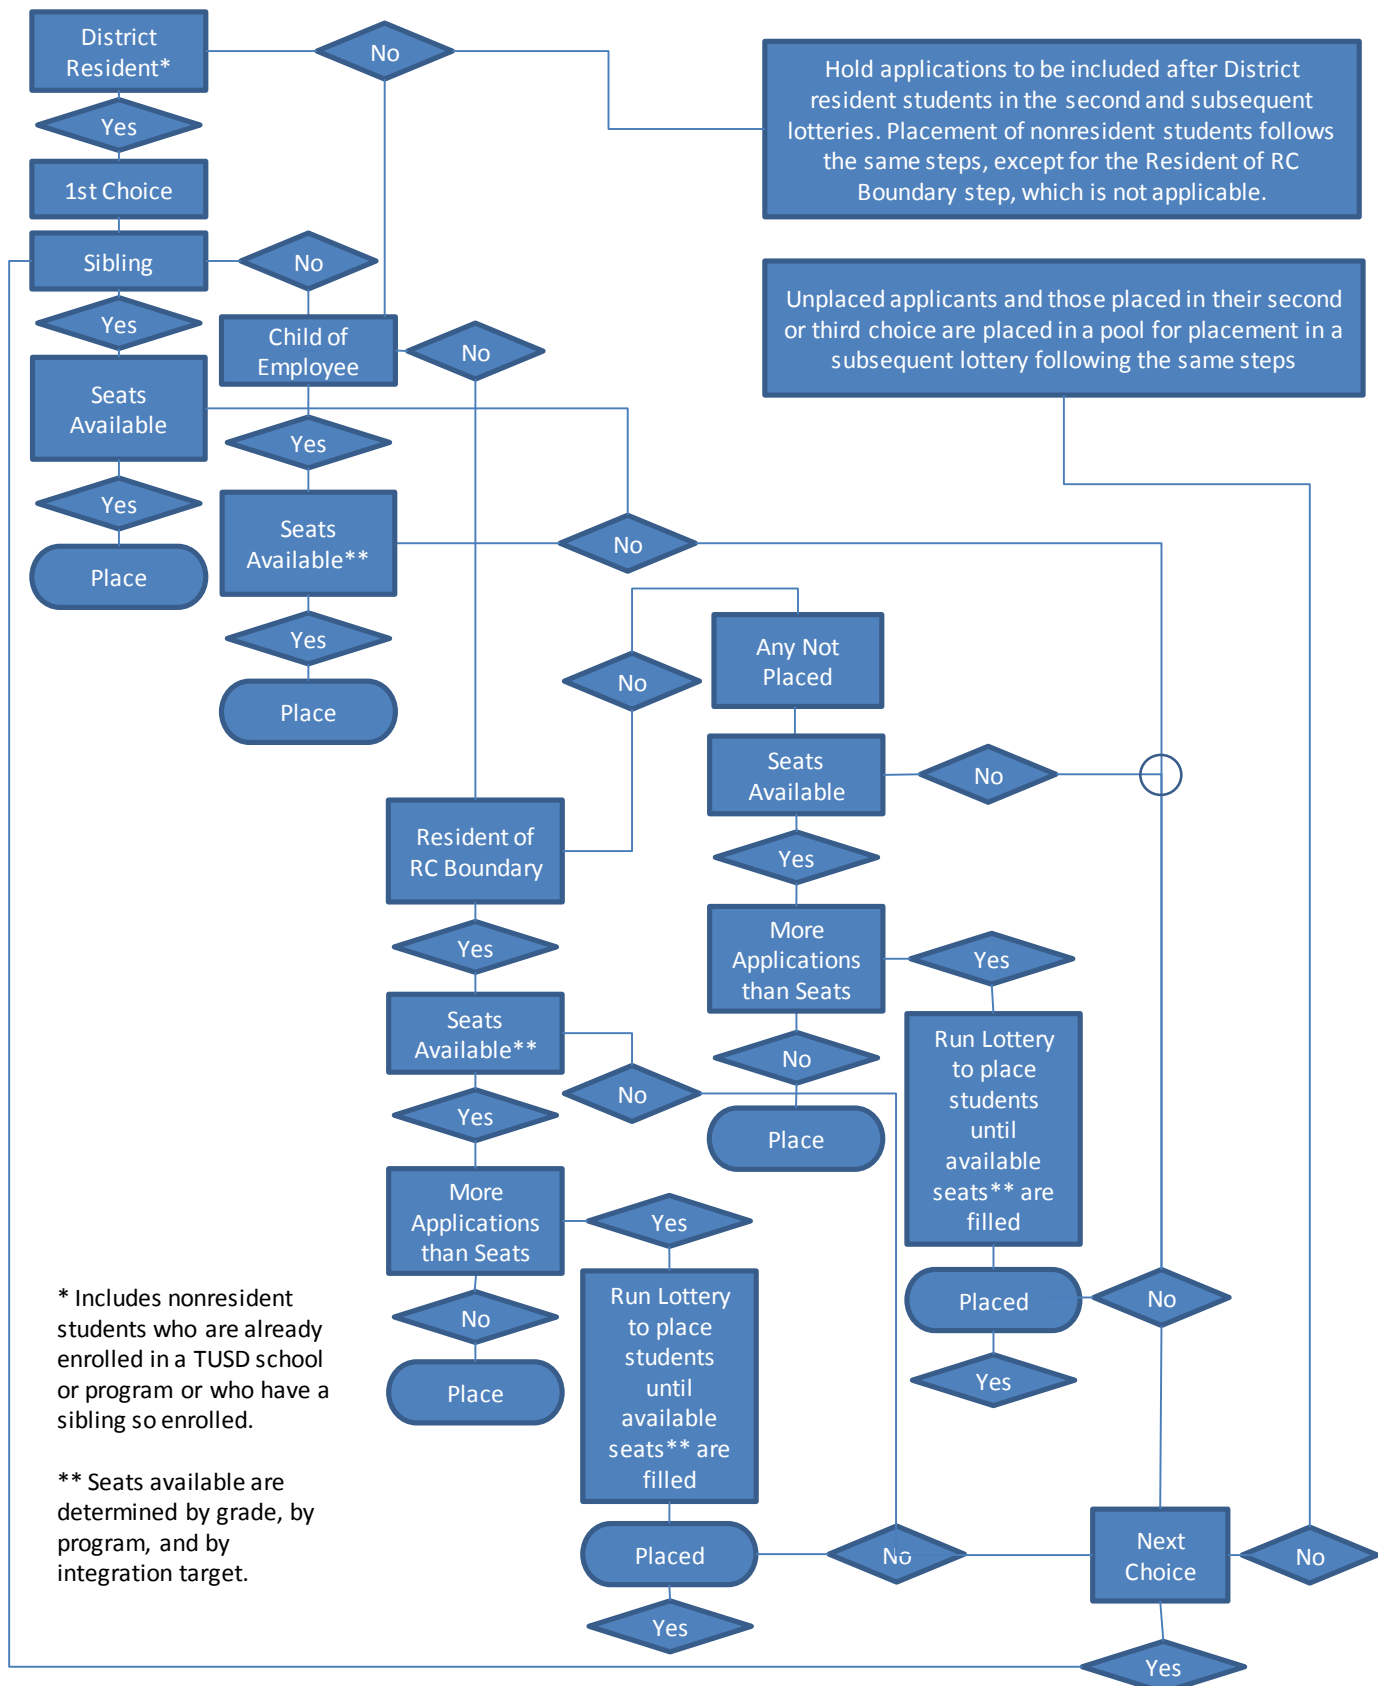 District
Resident*
No
Hold applications to be included after District
resident students in the second and subsequent
lotteries. Placement of nonresident students follows
the same steps, except for the Resident of RC
Boundary step, which is not applicable.
Yes
1st Choice
Sibling
No
Unplaced applicants and those placed in their second
or third choice are placed in a pool for placement in a
subsequent lottery following the same steps
Yes
Child of
Employee
No
Seats
Available
Yes
Yes
Seats
Available**
No
Place
Yes
Place
No
Any Not
Placed
Seats
Available
No
Resident of
RC Boundary
Yes
Yes
More
Applications
than Seats
Yes
Seats
Available**
No
No
Run Lottery
to place
students
until
available
seats** are
filled
Yes
Place
More
Applications
than Seats
Yes
No
Place
Run Lottery
to place
students
until
available
seats** are
filled
Placed
No
Yes
* Includes nonresident
students who are already
enrolled in a TUSD school
or program or who have a
sibling so enrolled.
** Seats available are
determined by grade, by
program, and by
integration target.
Placed
No
Next
Choice
No
Yes
Yes